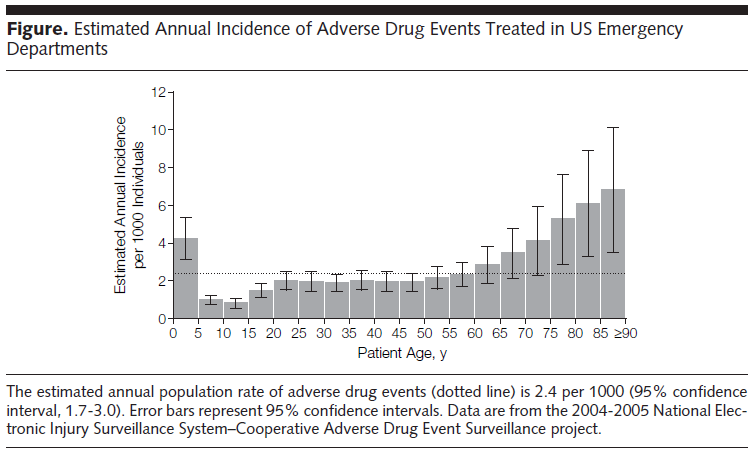 Figure. Estimated Annual Incidence of Adverse Drug Events Treated in US Emergency
Departments
12
10
8
6
4
2
0
Estimated Annual Incidence
per 1000 Individuals
0 5 10 15 20 25 30 35 40 45 50 55 60 65 70 75 80 85 ≥90
Patient Age, y
The estimated annual population rate of adverse drug events (dotted line) is 2.4 per 1000 (95% confidence
interval, 1.7-3.0). Error bars represent 95% confidence intervals. Data are from the 2004-2005 National Elec-
tronic Injury Surveillance System–Cooperative Adverse Drug Event Surveillance project.